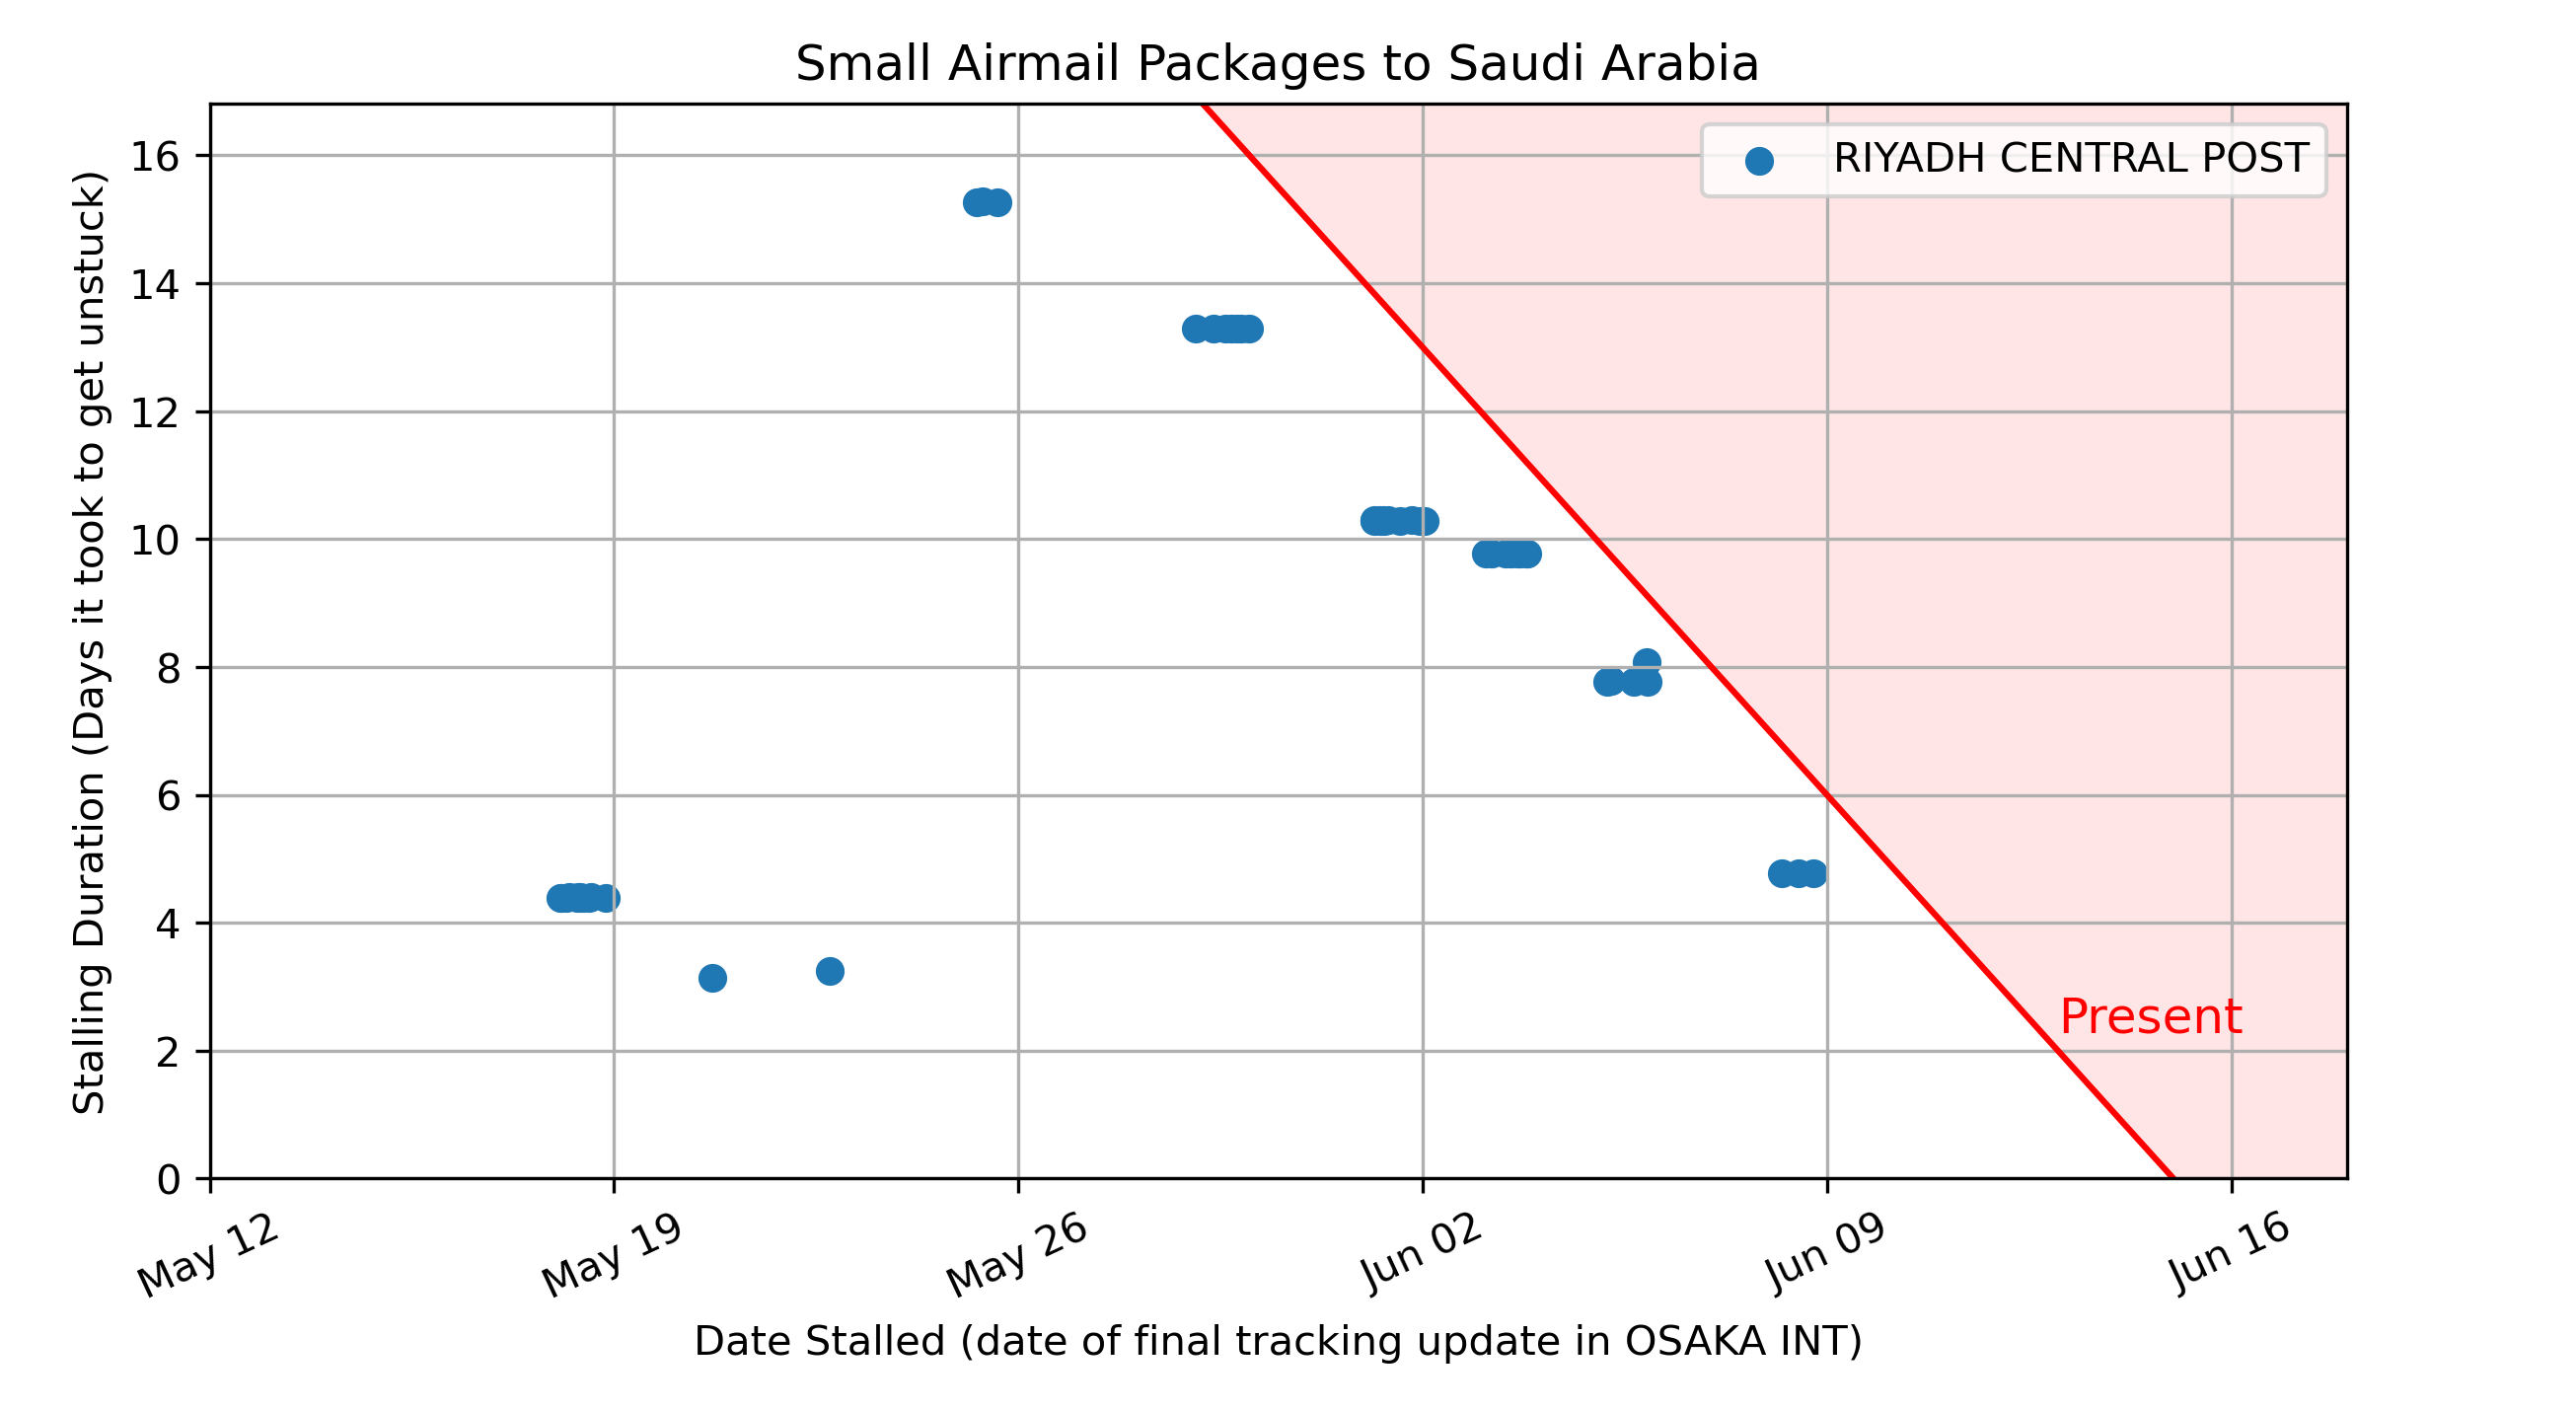 Small Airmail Packages to Saudi Arabia
RIYADH CENTRAL POST
Stalling Duration (Days it took to get unstuck)
16
14
12
10
8
6
4
2
0
Present
May 12
May 19
May 26
Jun 02
Jun 09
Jun 16
Date Stalled (date of final tracking update in OSAKA INT)